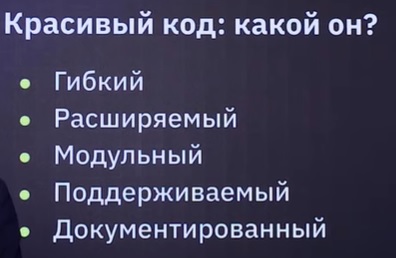 Красивый код: какой он?
Гибкий
Расширяемый
Модульный
Поддерживаемый
Документированный